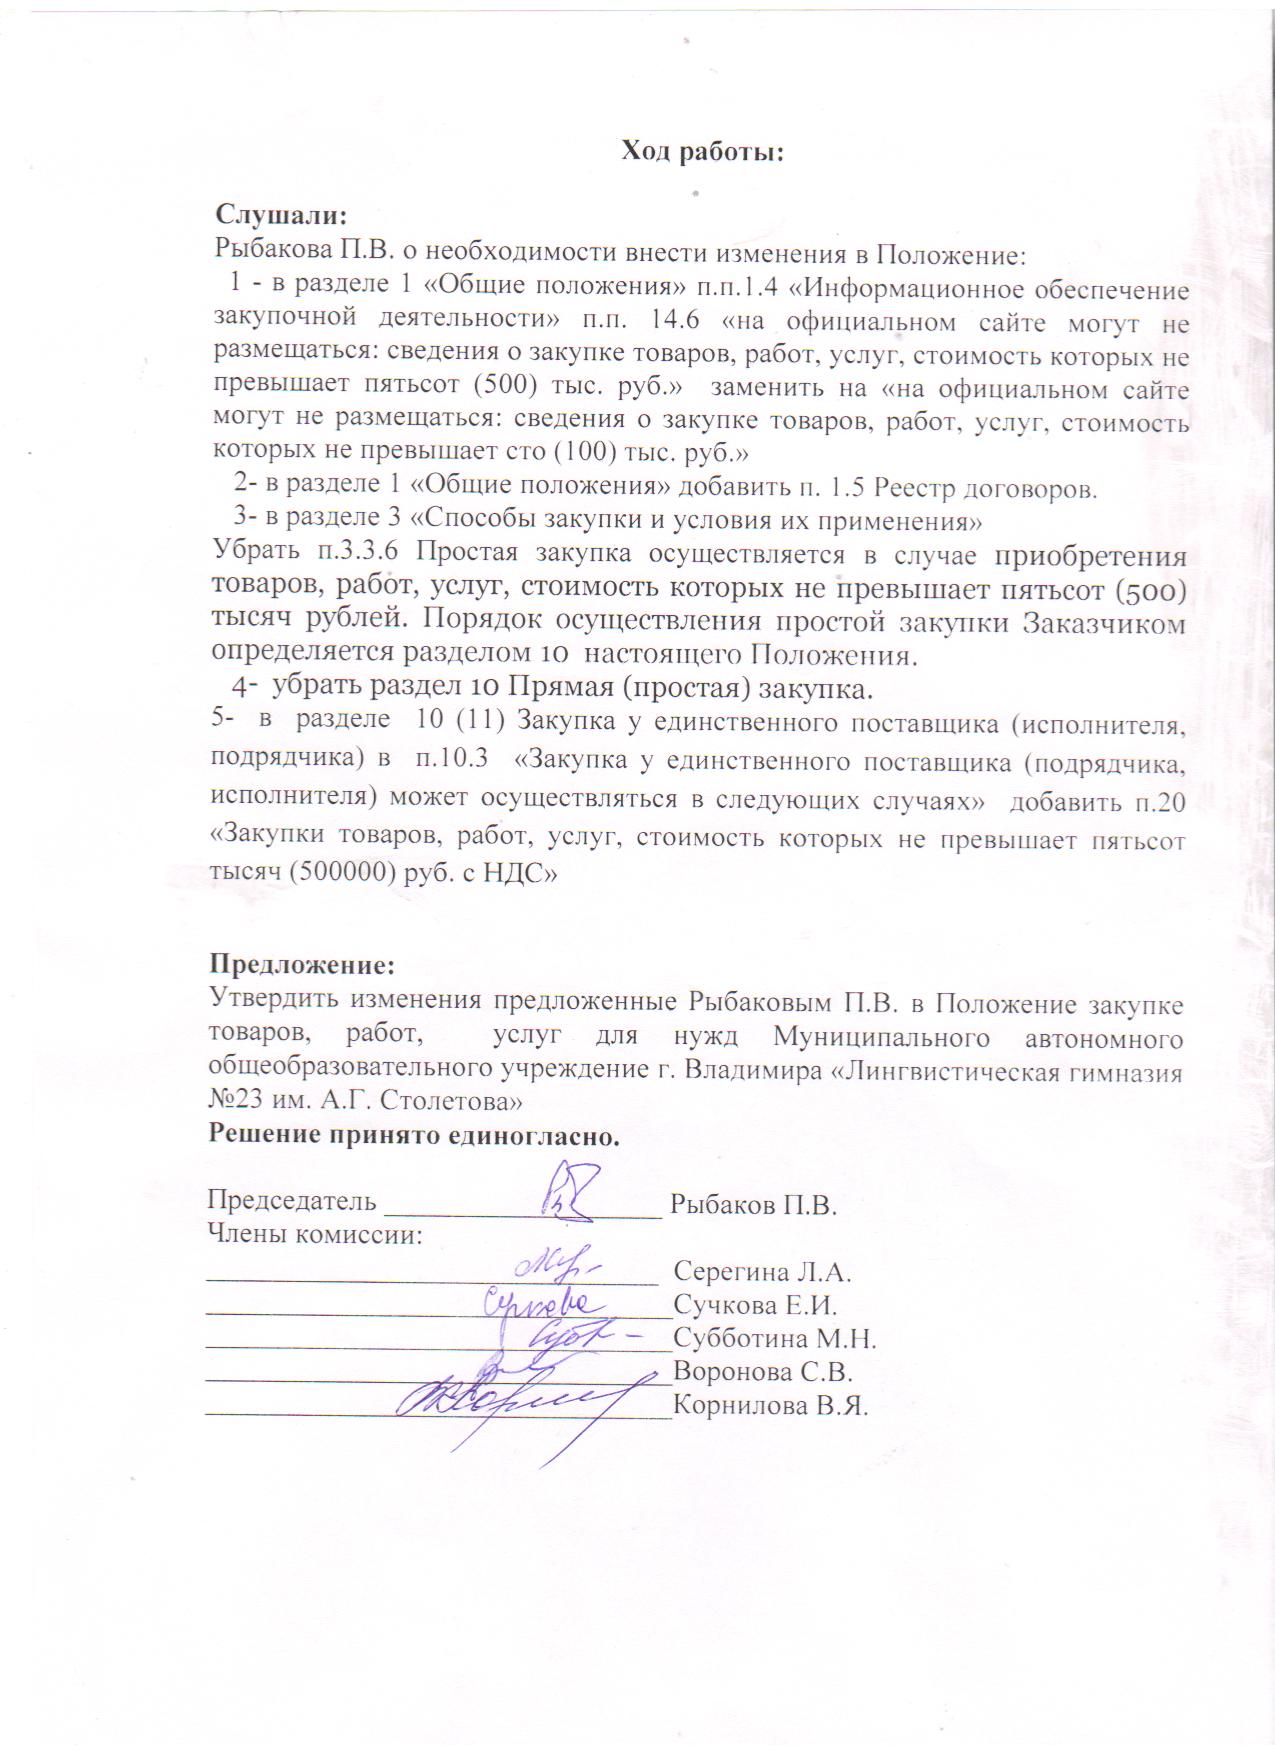 Ход работы:
Слушали:
Рыбакова П.В. о необходимости внести изменения в Положение:
1 - в разделе 1 «Общие положения» п.п.1.4 «Информационное обеспечение
закупочной деятельности» п.п. 14.6 «на официальном сайте могут не
размещаться: сведения о закупке товаров, работ, услуг, стоимость которых не
превышает пятьсот (500) тыс. руб.» заменить на «на официальном сайте
могут не размещаться: сведения о закупке товаров, работ, услуг, стоимость
которых не превышает сто (100) тыс. руб.»
2- в разделе 1 «Общие положения» добавить п. 1.5 Реестр договоров.
3- в разделе 3 «Способы закупки и условия их применения»
Убрать п.3.3.6 Простая закупка осуществляется в случае приобретения
товаров, работ, услуг, стоимость которых не превышает пятьсот (500)
тысяч рублей. Порядок осуществления простой закупки Заказчиком
определяется разделом 10 настоящего Положения.
4- убрать раздел 10 Прямая (простая) закупка.
5- в разделе 10 (11) Закупка у единственного поставщика (исполнителя,
подрядчика) в п.10.3 «Закупка у единственного поставщика (подрядчика,
исполнителя) может осуществляться в следующих случаях» добавить п.20
«Закупки товаров, работ, услуг, стоимость которых не превышает пятьсот
тысяч (500000) руб. с НДС»
Предложение:
Утвердить изменения предложенные Рыбаковым П.В. в Положение закупке
товаров, работ, услуг для нужд Муниципального автономного
общеобразовательного учреждение г. Владимира «Лингвистическая гимназия
№23 им. А.Г. Столетова»
Решение принято единогласно.
Председатель ____________________ Рыбаков П.В.
Члены комиссии:
________________________________ Серегина Л.А.
_________________________________Сучкова Е.И.
_________________________________Субботина М.Н.
_________________________________Воронова С.В.
_________________________________Корнилова В.Я.